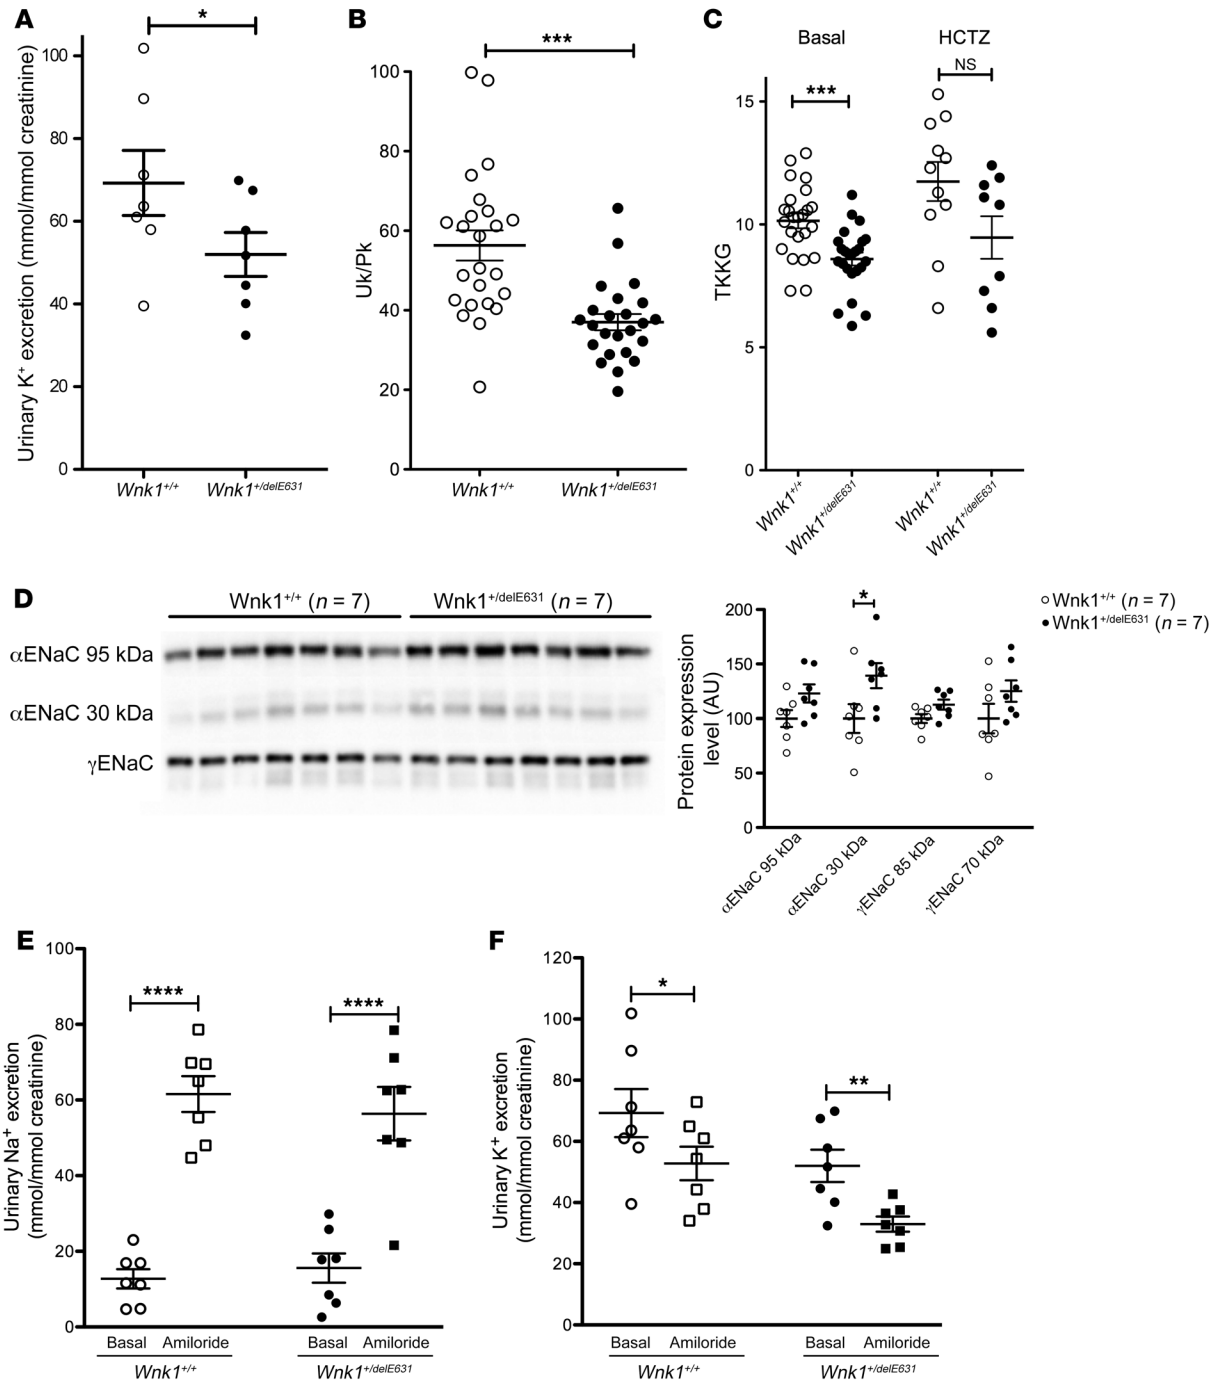 A
*
Urinary K⁺ excretion (mmol/mmol creatinine)
100
80
60
40
20
0
Wnk1⁺/⁺
Wnk1⁺/delE631
B
***
Uk/Pk
100
80
60
40
20
0
Wnk1⁺/⁺
Wnk1⁺/delE631
C
Basal
HCTZ
***
NS
TKKG
15
10
5
0
Wnk1⁺/⁺
Wnk1⁺/delE631
Wnk1⁺/⁺
Wnk1⁺/delE631
D
Wnk1⁺/⁺ (n = 7)
Wnk1⁺/delE631 (n = 7)
αENaC 95 kDa
αENaC 30 kDa
γENaC
Protein expression
level (AU)
200
150
100
50
0
*
αENaC 95 kDa
αENaC 30 kDa
γENaC 85 kDa
γENaC 70 kDa
Wnk1⁺/⁺ (n = 7)
Wnk1⁺/delE631 (n = 7)
E
Urinary Na⁺ excretion
(mmol/mmol creatinine)
100
80
60
40
20
0
****
****
Basal Amiloride
Wnk1⁺/⁺
Basal Amiloride
Wnk1⁺/delE631
F
Urinary K⁺ excretion
(mmol/mmol creatinine)
120
100
80
60
40
20
0
*
**
Basal Amiloride
Wnk1⁺/⁺
Basal Amiloride
Wnk1⁺/delE631